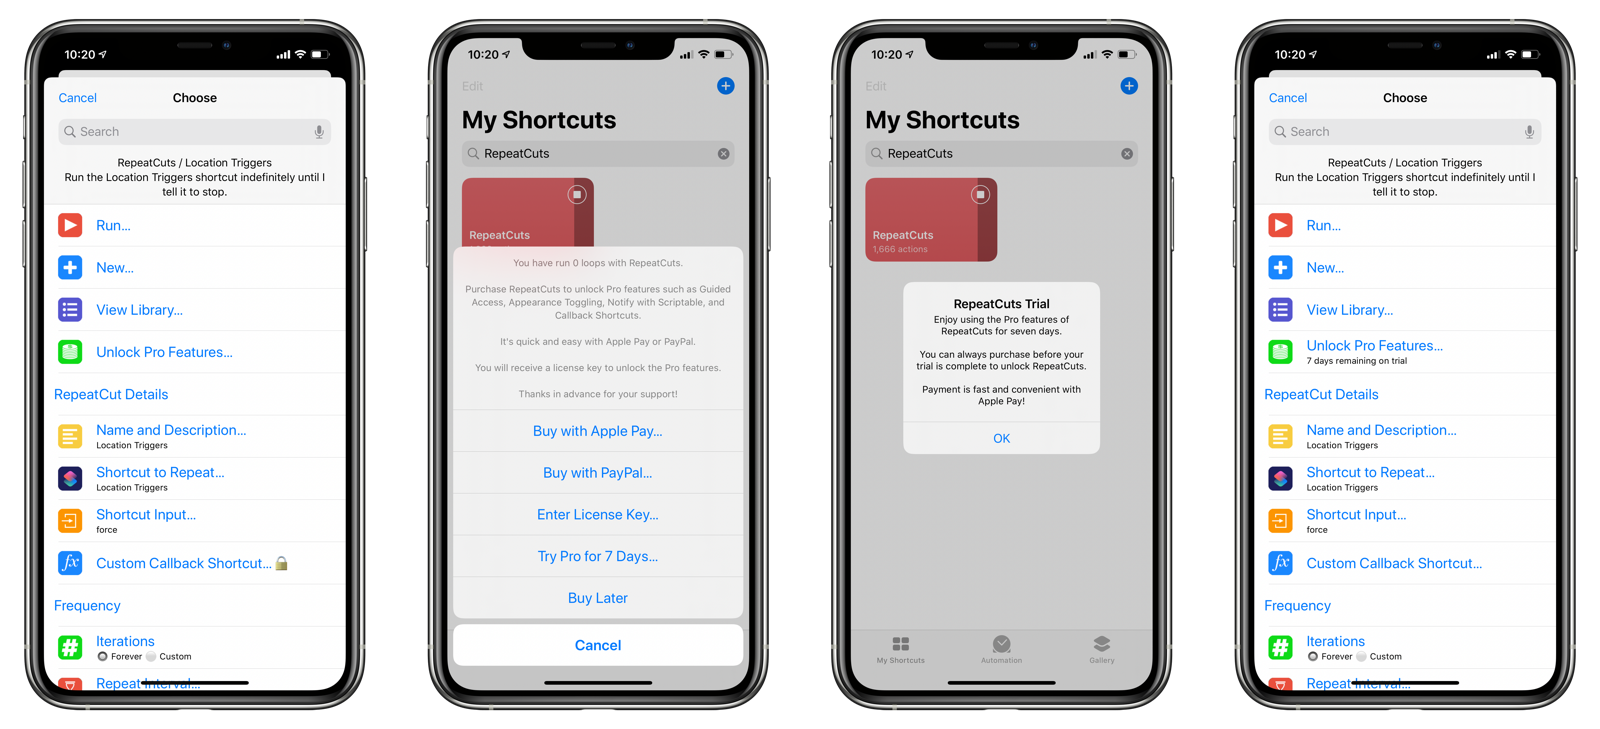 10:20
Cancel
Choose
Search
RepeatCuts / Location Triggers
Run the Location Triggers shortcut indefinitely until I
tell it to stop.
Run...
New...
View Library...
Unlock Pro Features...
RepeatCut Details
Name and Description...
Location Triggers
Shortcut to Repeat...
Location Triggers
Shortcut Input...
force
fx
Custom Callback Shortcut...
Frequency
#
Iterations
Forever Custom
Repeat Interval...
10:20
Edit
My Shortcuts
RepeatCuts
RepeatCuts
You have run 0 loops with RepeatCuts.
Purchase RepeatCuts to unlock Pro features such as Guided
Access, Appearance Toggling, Notify with Scriptable, and
Callback Shortcuts.
It's quick and easy with Apple Pay or PayPal.
You will receive a license key to unlock the Pro features.
Thanks in advance for your support!
Buy with Apple Pay...
Buy with PayPal...
Enter License Key...
Try Pro for 7 Days...
Buy Later
Cancel
10:20
Edit
My Shortcuts
RepeatCuts
RepeatCuts
1,666 actions
RepeatCuts Trial
Enjoy using the Pro features of
RepeatCuts for seven days.
You can always purchase before your
trial is complete to unlock RepeatCuts.
Payment is fast and convenient with
Apple Pay!
OK
My Shortcuts
Automation
Gallery
10:20
Cancel
Choose
Search
RepeatCuts / Location Triggers
Run the Location Triggers shortcut indefinitely until I
tell it to stop.
Run...
New...
View Library...
Unlock Pro Features...
7 days remaining on trial
RepeatCut Details
Name and Description...
Location Triggers
Shortcut to Repeat...
Location Triggers
Shortcut Input...
force
fx
Custom Callback Shortcut...
Frequency
#
Iterations
Forever Custom
Repeat Interval...